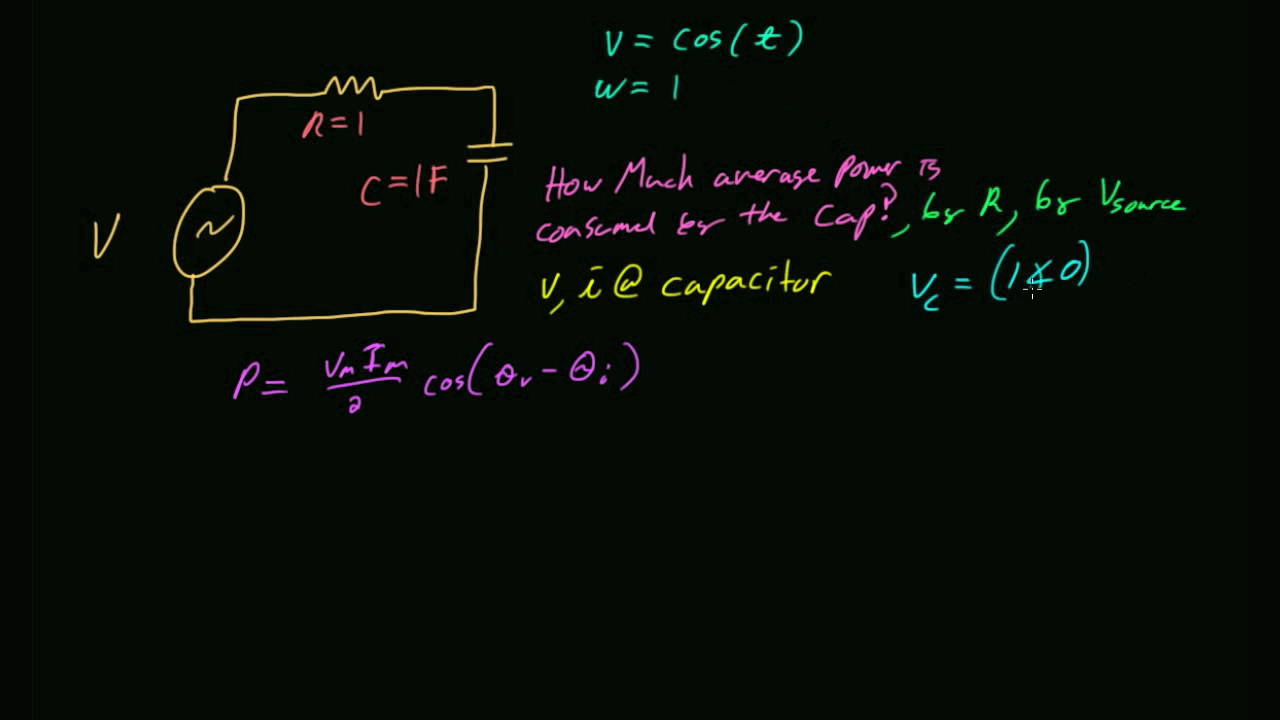 V = cos(t)
w = 1
R = 1
C = 1F
V
How Much average Power is
consumed by the Cap?, by R, by Vsource
V, i @ capacitor
Vc = (1∠0)
P = VmIm/2 cos(θv - θi)